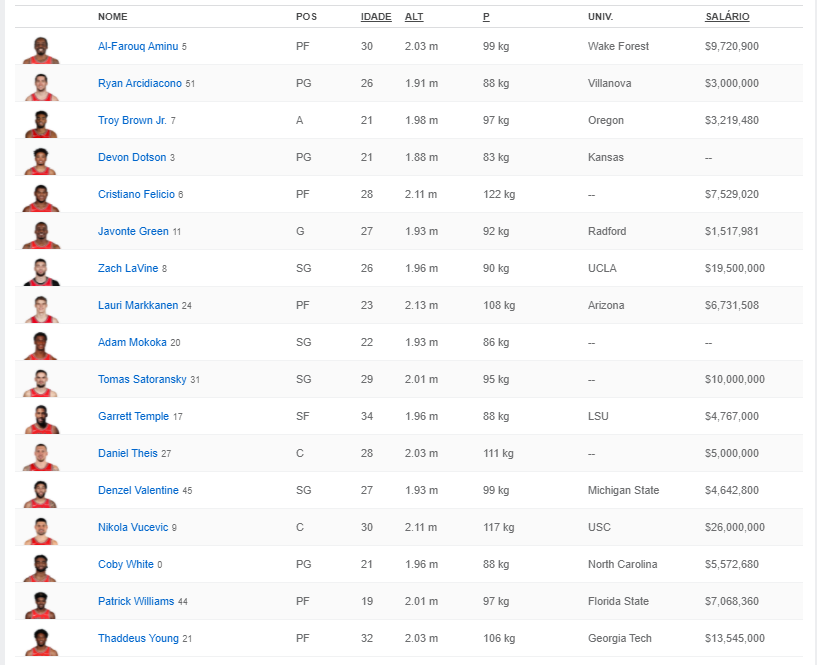 NOME POS IDADE ALT P UNIV. SALÁRIO
Al-Farouq Aminu 5 PF 30 2.03 m 99 kg Wake Forest $9,720,900
Ryan Arcidiacono 51 PG 26 1.91 m 88 kg Villanova $3,000,000
Troy Brown Jr. 7 A 21 1.98 m 97 kg Oregon $3,219,480
Devon Dotson 3 PG 21 1.88 m 83 kg Kansas --
Cristiano Felicio 6 PF 28 2.11 m 122 kg -- $7,529,020
Javonte Green 11 G 27 1.93 m 92 kg Radford $1,517,981
Zach LaVine 8 SG 26 1.96 m 90 kg UCLA $19,500,000
Lauri Markkanen 24 PF 23 2.13 m 108 kg Arizona $6,731,508
Adam Mokoka 20 SG 22 1.93 m 86 kg -- --
Tomas Satoransky 31 SG 29 2.01 m 95 kg -- $10,000,000
Garrett Temple 17 SF 34 1.96 m 88 kg LSU $4,767,000
Daniel Theis 27 C 28 2.03 m 111 kg -- $5,000,000
Denzel Valentine 45 SG 27 1.93 m 99 kg Michigan State $4,642,800
Nikola Vucevic 9 C 30 2.11 m 117 kg USC $26,000,000
Coby White 0 PG 21 1.96 m 88 kg North Carolina $5,572,680
Patrick Williams 44 PF 19 2.01 m 97 kg Florida State $7,068,360
Thaddeus Young 21 PF 32 2.03 m 106 kg Georgia Tech $13,545,000